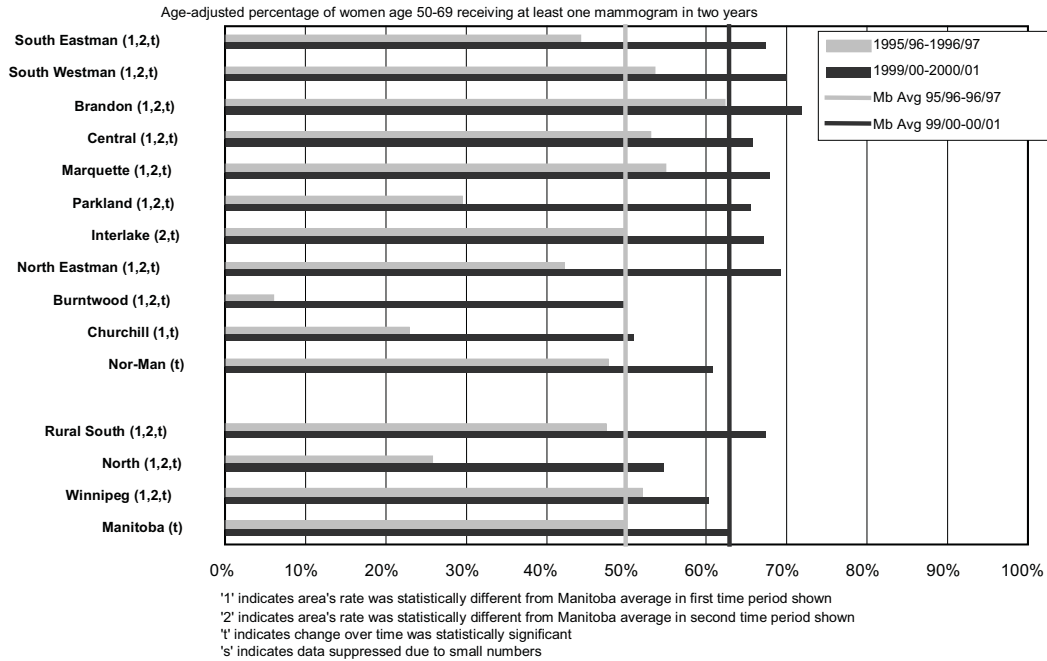 Age-adjusted percentage of women age 50-69 receiving at least one mammogram in two years
South Eastman (1,2,t)
South Westman (1,2,t)
Brandon (1,2,t)
Central (1,2,t)
Marquette (1,2,t)
Parkland (1,2,t)
Interlake (2,t)
North Eastman (1,2,t)
Burntwood (1,2,t)
Churchill (1,t)
Nor-Man (t)
Rural South (1,2,t)
North (1,2,t)
Winnipeg (1,2,t)
Manitoba (t)
1995/96-1996/97
1999/00-2000/01
Mb Avg 95/96-96/97
Mb Avg 99/00-00/01
0% 10% 20% 30% 40% 50% 60% 70% 80% 90% 100%
'1' indicates area's rate was statistically different from Manitoba average in first time period shown
'2' indicates area's rate was statistically different from Manitoba average in second time period shown
't' indicates change over time was statistically significant
's' indicates data suppressed due to small numbers